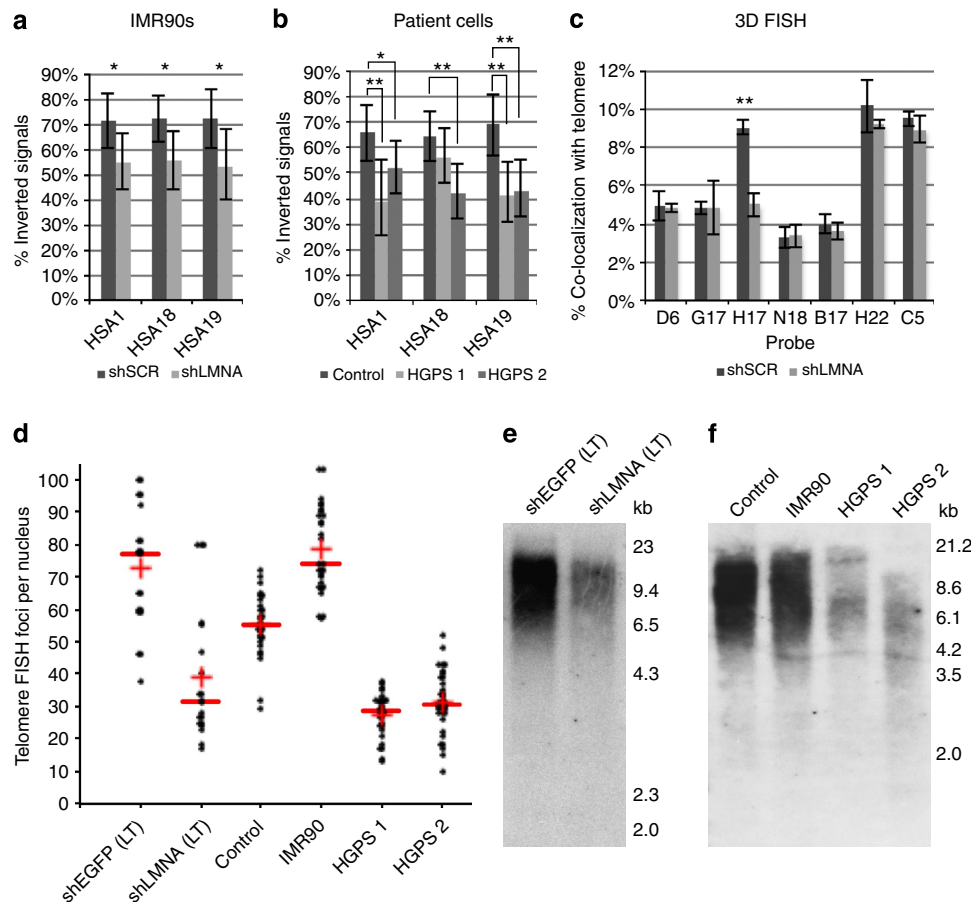 a
IMR90s
% Inverted signals
90%
80%
70%
60%
50%
40%
30%
20%
10%
0%
* * *
HSA1 HSA18 HSA19
shSCR shLMNA
b
Patient cells
% Inverted signals
90%
80%
70%
60%
50%
40%
30%
20%
10%
0%
* ** ** ** **
HSA1 HSA18 HSA19
Control HGPS 1 HGPS 2
c
3D FISH
% Co-localization with telomere
12%
10%
8%
6%
4%
2%
0%
**
D6 G17 H17 N18 B17 H22 C5
Probe
shSCR shLMNA
d
Telomere FISH foci per nucleus
100
90
80
70
60
50
40
30
20
10
0
shEGFP (LT) shLMNA (LT) Control IMR90 HGPS 1 HGPS 2
e
shEGFP (LT) shLMNA (LT)
kb
23
9.4
6.5
4.3
2.3
2.0
f
Control IMR90 HGPS 1 HGPS 2
kb
21.2
8.6
6.1
4.2
3.5
2.0